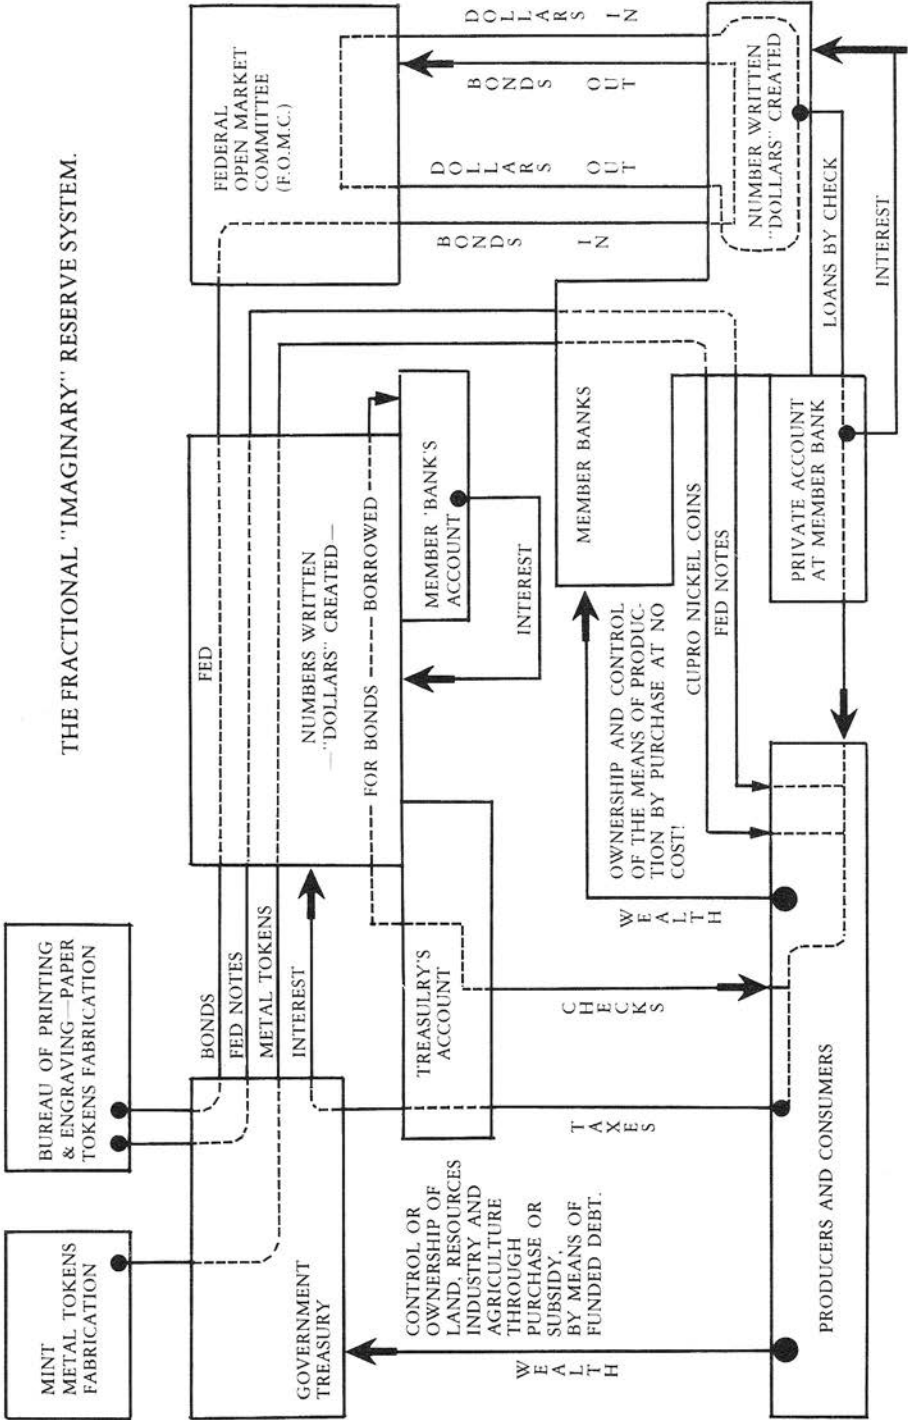 THE FRACTIONAL "IMAGINARY" RESERVE SYSTEM.
MINT
METAL TOKENS
FABRICATION
BUREAU OF PRINTING
& ENGRAVING—PAPER
TOKENS FABRICATION
GOVERNMENT
TREASURY
BONDS
FED NOTES
METAL TOKENS
INTEREST
FED
NUMBERS WRITTEN
—"DOLLARS" CREATED—
FOR BONDS
BORROWED
FEDERAL
OPEN MARKET
COMMITTEE
(F.O.M.C.)
TREASULRY'S
ACCOUNT
MEMBER 'BANK'S
ACCOUNT
INTEREST
BONDS IN
DOLLARS OUT
BONDS OUT
DOLLARS IN
CONTROL OR
OWNERSHIP OF
LAND, RESOURCES
INDUSTRY AND
AGRICULTURE
THROUGH
PURCHASE OR
SUBSIDY,
BY MEANS OF
FUNDED DEBT.
WEALTH
TAXES
CHECKS
WEALTH
OWNERSHIP AND CONTROL
OF THE MEANS OF PRODUC-
TION BY PURCHASE AT NO
COST!
MEMBER BANKS
NUMBER WRITTEN
"DOLLARS" CREATED
CUPRO NICKEL COINS
FED NOTES
LOANS BY CHECK
INTEREST
PRODUCERS AND CONSUMERS
PRIVATE ACCOUNT
AT MEMBER BANK